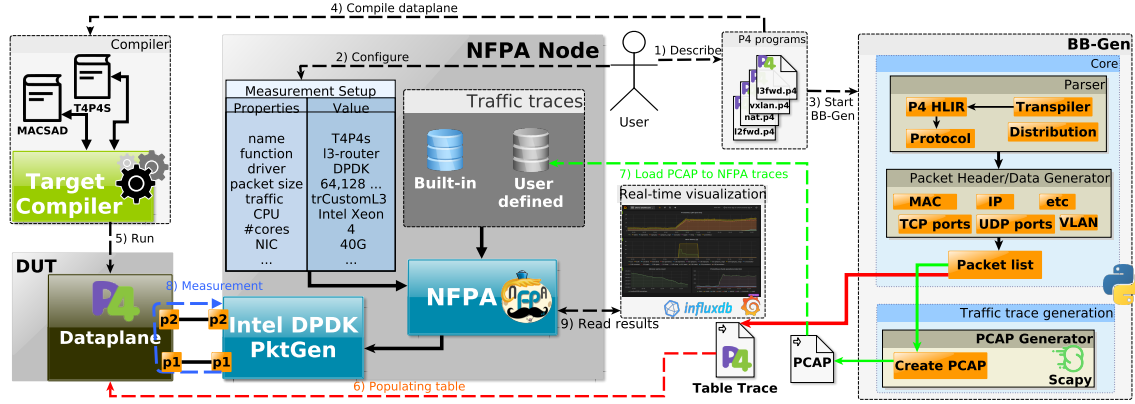 4) Compile dataplane
Compiler
T4P4S
MACSAD
Target
Compiler
5) Run
DUT
P4
Dataplane
p2
p1
8) Measurement
p2
p1
Intel DPDK
PktGen
6) Populating table
NFPA Node
2) Configure
Measurement Setup
Properties Value
name T4P4s
function l3-router
driver DPDK
packet size 64,128 ...
traffic trCustomL3
CPU Intel Xeon
#cores 4
NIC 40G
... ...
Traffic traces
Built-in
User
defined
NFPA
NFPA
User
1) Describe
P4 programs
P4
l3fwd.p4
vxlan.p4
nat.p4
l2fwd.p4
3) Start
BB-Gen
7) Load PCAP to NFPA traces
Real-time visualization
influxdb
9) Read results
P4
Table Trace
PCAP
BB-Gen
Core
Parser
P4 HLIR
Transpiler
Protocol
Distribution
Packet Header/Data Generator
MAC
IP
etc
TCP ports
UDP ports
VLAN
Packet list
Traffic trace generation
PCAP Generator
Create PCAP
Scapy